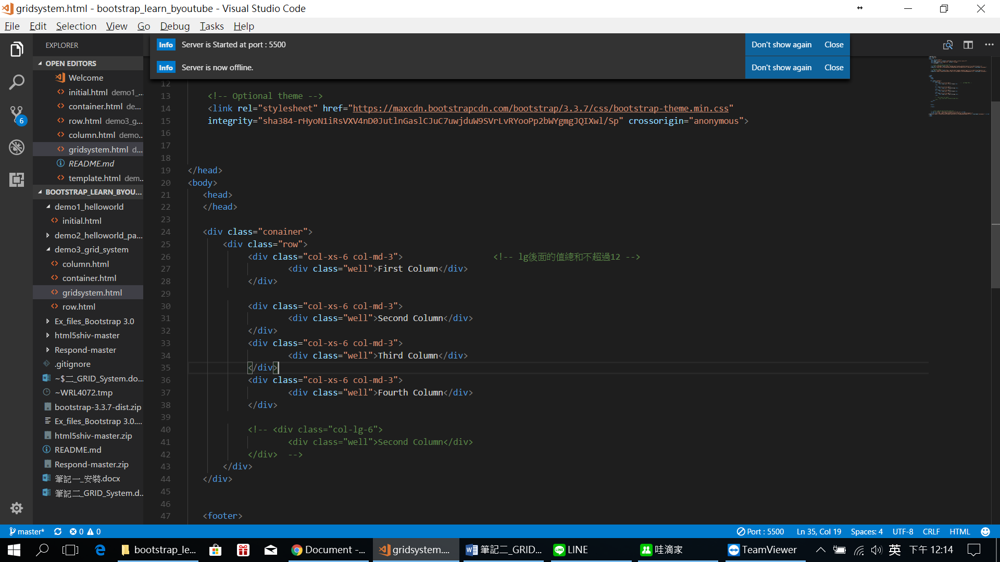 gridsystem.html - bootstrap_learn_byoutube - Visual Studio Code
File Edit Selection View Go Debug Tasks Help
EXPLORER
OPEN EDITORS
Welcome
initial.html demo1_...
container.html de...
row.html demo3_g...
column.html demo...
gridsystem.html d...
README.md
template.html dem...
BOOTSTRAP_LEARN_BYOU...
demo1_helloworld
initial.html
demo2_helloworld_pa...
demo3_grid_system
column.html
container.html
gridsystem.html
row.html
Ex_files_Bootstrap 3.0
html5shiv-master
Respond-master
.gitignore
~$二_GRID_System.do...
~WRL4072.tmp
bootstrap-3.3.7-dist.zip
Ex_files_Bootstrap 3.0....
html5shiv-master.zip
README.md
Respond-master.zip
筆記一_安裝.docx
筆記二_GRID_System.d...
6
Info Server is Started at port : 5500 Don't show again Close
Info Server is now offline. Don't show again Close
12
13 <!-- Optional theme -->
14 <link rel="stylesheet" href="https://maxcdn.bootstrapcdn.com/bootstrap/3.3.7/css/bootstrap-theme.min.css"
15 integrity="sha384-rHyoN1iRsVXV4nD0JutlnGaslCJuC7uwjduW9SVrLvRYooPp2bWYgmgJQIXwl/Sp" crossorigin="anonymous">
16
17
18
19 </head>
20 <body>
21 <head>
22 </head>
23
24 <div class="conainer">
25 <div class="row">
26 <div class="col-xs-6 col-md-3"> <!-- lg後面的值總和不超過12 -->
27 <div class="well">First Column</div>
28 </div>
29
30 <div class="col-xs-6 col-md-3">
31 <div class="well">Second Column</div>
32 </div>
33 <div class="col-xs-6 col-md-3">
34 <div class="well">Third Column</div>
35 </div>
36 <div class="col-xs-6 col-md-3">
37 <div class="well">Fourth Column</div>
38 </div>
39
40 <!-- <div class="col-lg-6">
41 <div class="well">Second Column</div>
42 </div> -->
43 </div>
44 </div>
45
46
47 <footer>
master* 0 0 Port : 5500 Ln 35, Col 19 Spaces: 4 UTF-8 CRLF HTML
bootstrap_le... Document -... gridsystem.... 筆記二_GRID... LINE 哇滴家 TeamViewer 英 下午 12:14